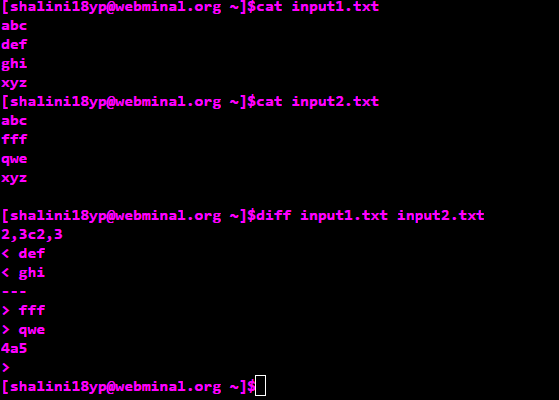 [shalini18yp@webminal.org ~]$cat input1.txt
abc
def
ghi
xyz
[shalini18yp@webminal.org ~]$cat input2.txt
abc
fff
qwe
xyz

[shalini18yp@webminal.org ~]$diff input1.txt input2.txt
2,3c2,3
< def
< ghi
---
> fff
> qwe
4a5
>
[shalini18yp@webminal.org ~]$